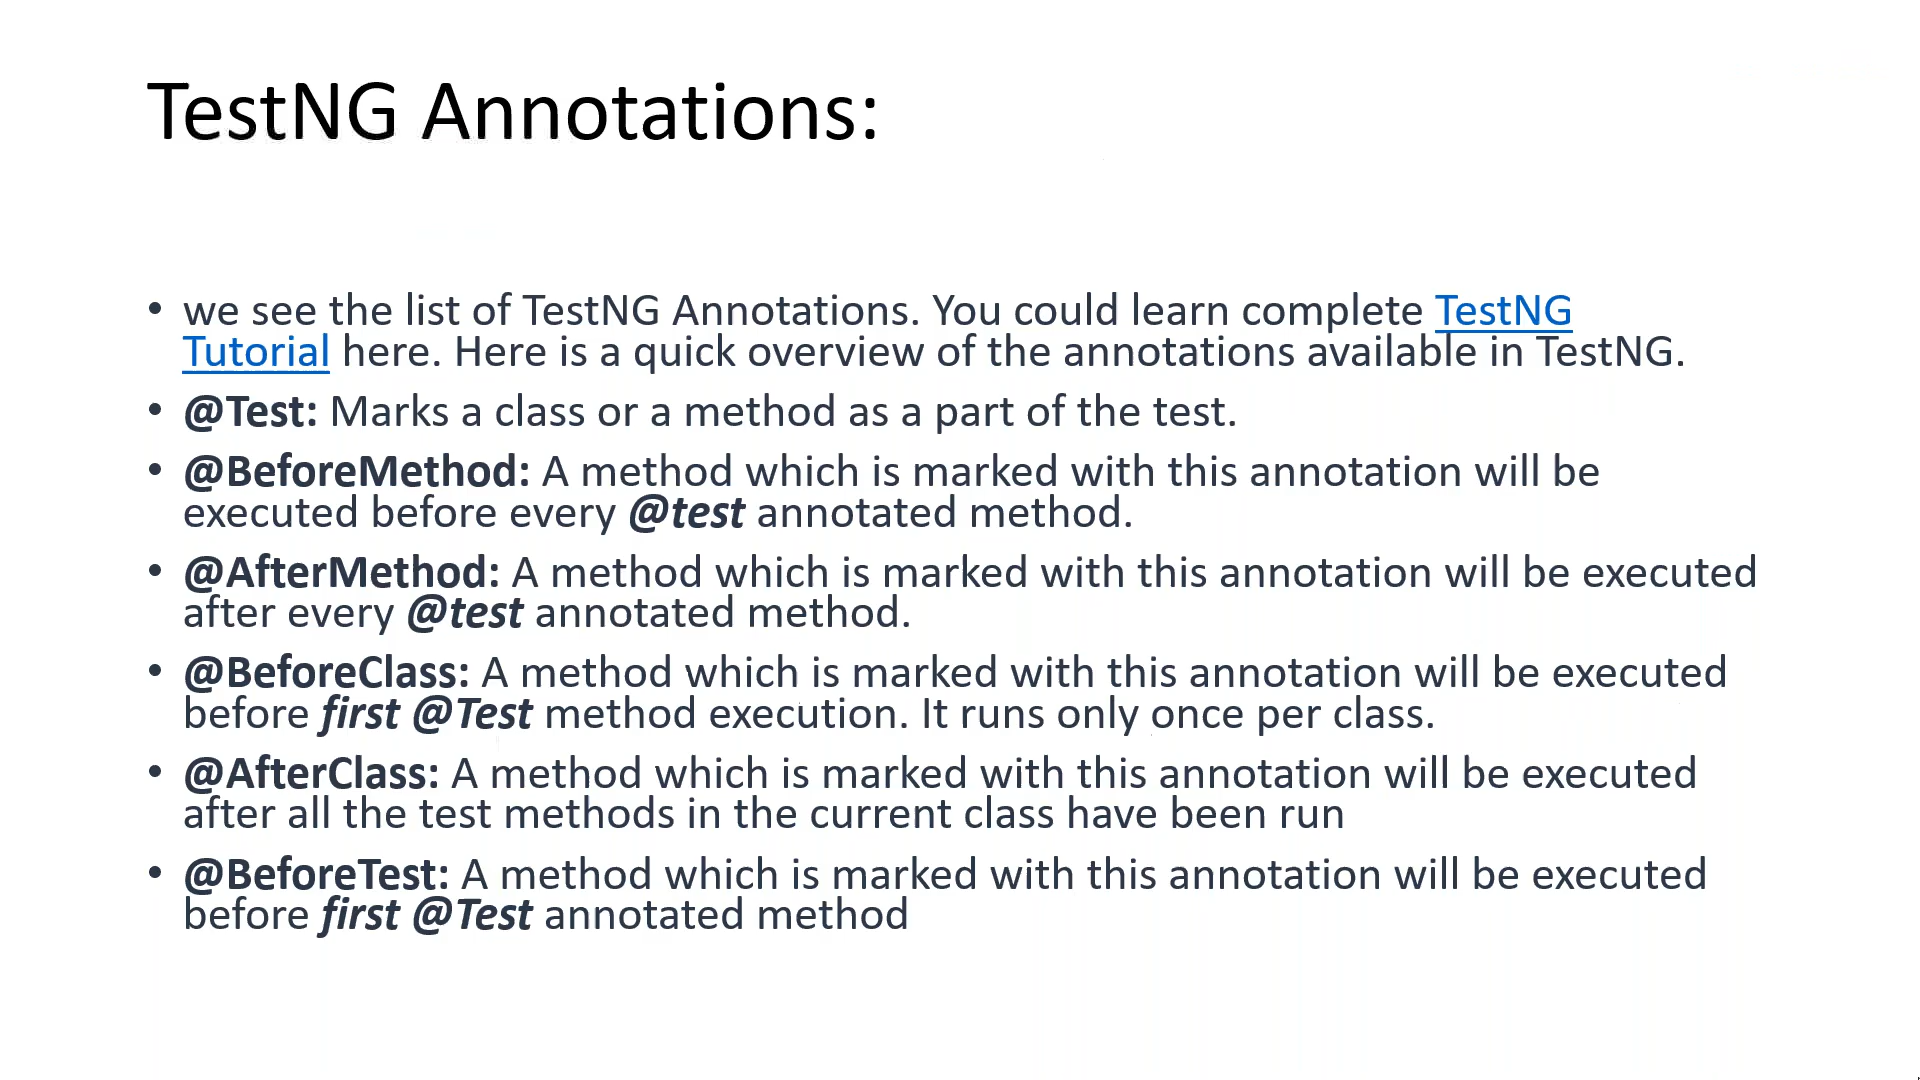 TestNG Annotations:
• we see the list of TestNG Annotations. You could learn complete TestNG
Tutorial here. Here is a quick overview of the annotations available in TestNG.
• @Test: Marks a class or a method as a part of the test.
• @BeforeMethod: A method which is marked with this annotation will be
executed before every @test annotated method.
• @AfterMethod: A method which is marked with this annotation will be executed
after every @test annotated method.
• @BeforeClass: A method which is marked with this annotation will be executed
before first @Test method execution. It runs only once per class.
• @AfterClass: A method which is marked with this annotation will be executed
after all the test methods in the current class have been run
• @BeforeTest: A method which is marked with this annotation will be executed
before first @Test annotated method